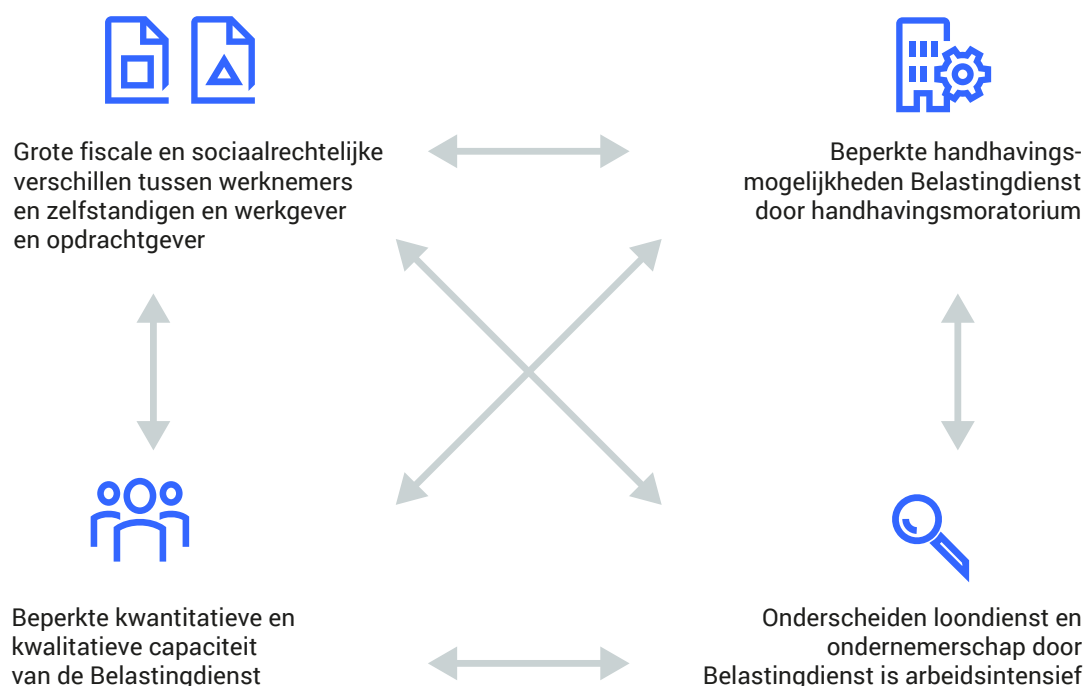 Grote fiscale en sociaalrechtelijke
verschillen tussen werknemers
en zelfstandigen en werkgever
en opdrachtgever
Beperkte handhavings-
mogelijkheden Belastingdienst
door handhavingsmoratorium
Beperkte kwantitatieve en
kwalitatieve capaciteit
van de Belastingdienst
Onderscheiden loondienst en
ondernemerschap door
Belastingdienst is arbeidsintensief